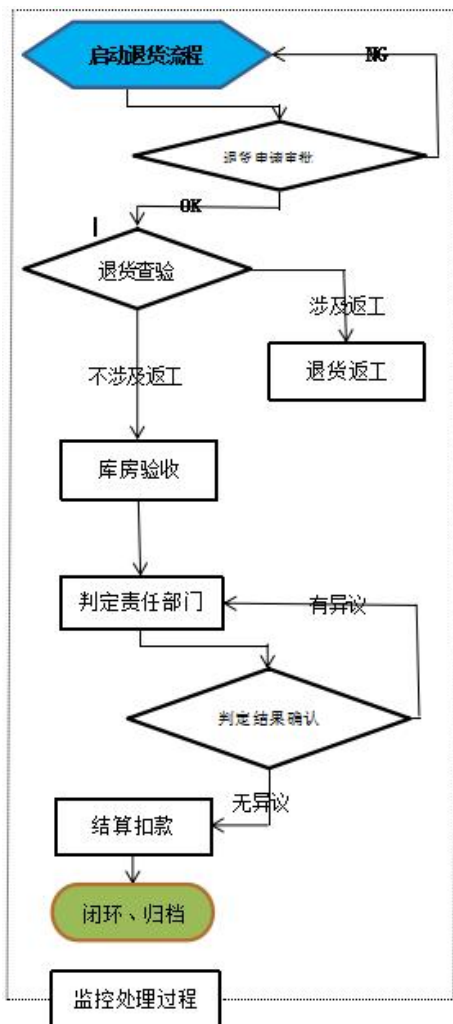 启动退货流程
NG
退货申请审批
OK
退货查验
涉及返工
退货返工
不涉及返工
库房验收
判定责任部门
有异议
判定结果确认
无异议
结算扣款
闭环、归档
监控处理过程